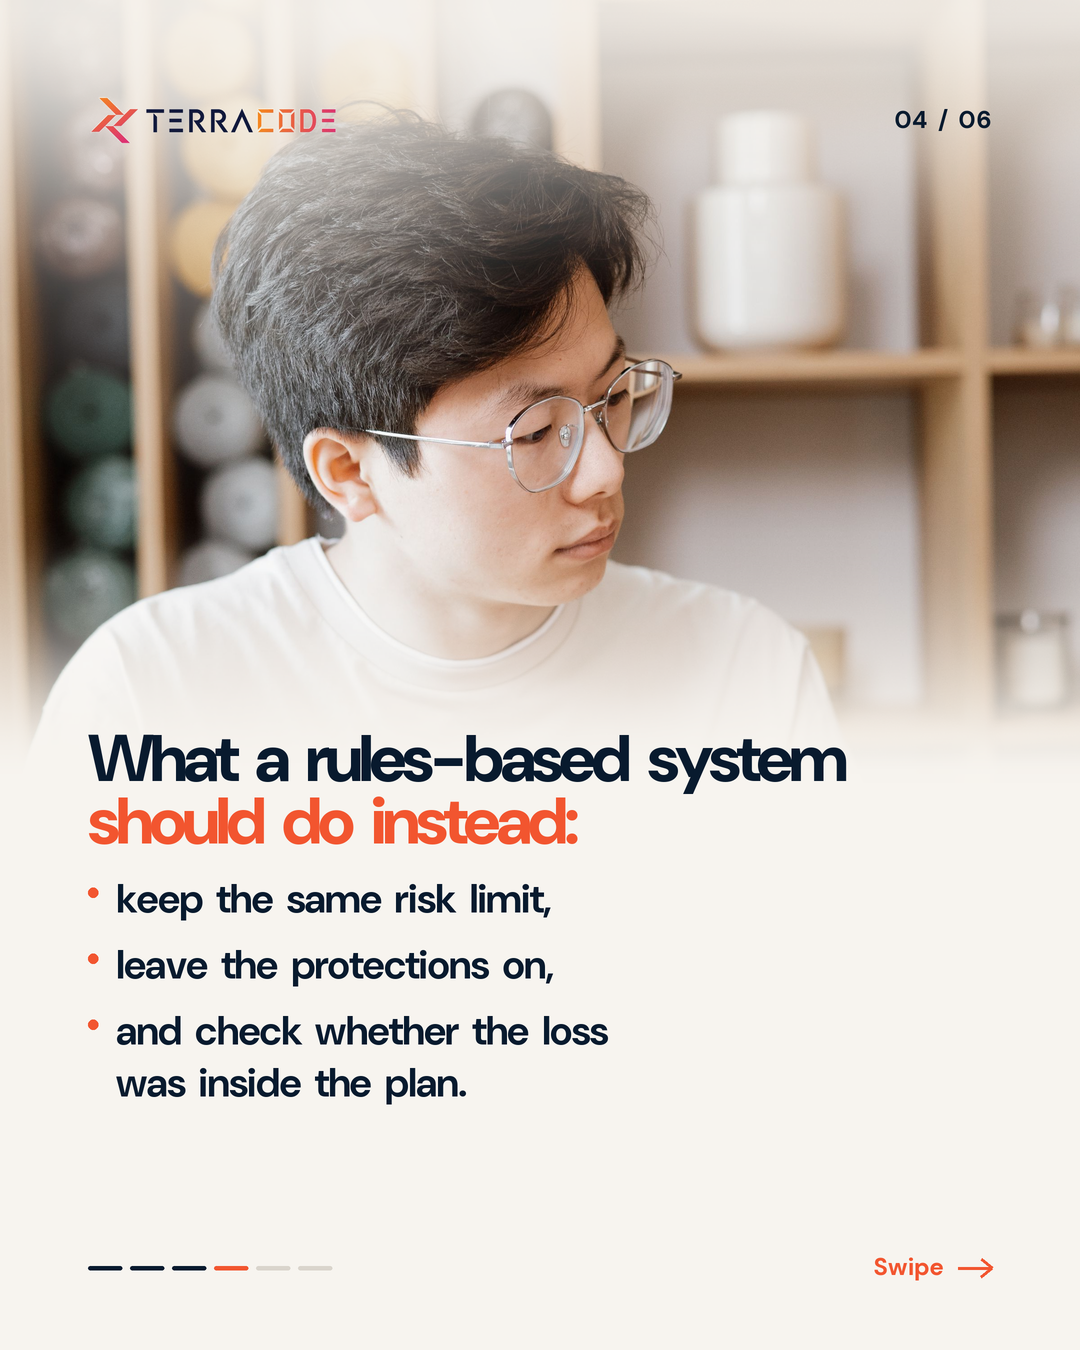 TERRACODE
04 / 06
What a rules-based system
should do instead:
• keep the same risk limit,
• leave the protections on,
• and check whether the loss
was inside the plan.
Swipe →